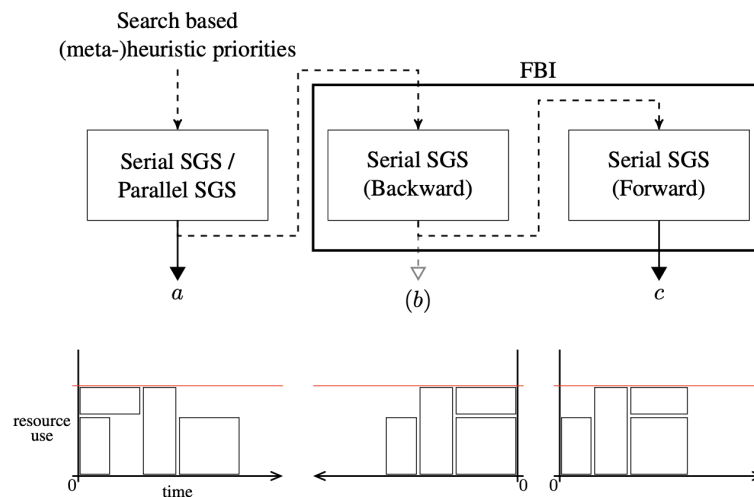 Search based
(meta-)heuristic priorities
FBI
Serial SGS /
Parallel SGS
Serial SGS
(Backward)
Serial SGS
(Forward)
a
(b)
c
resource
use
0
time
0
0